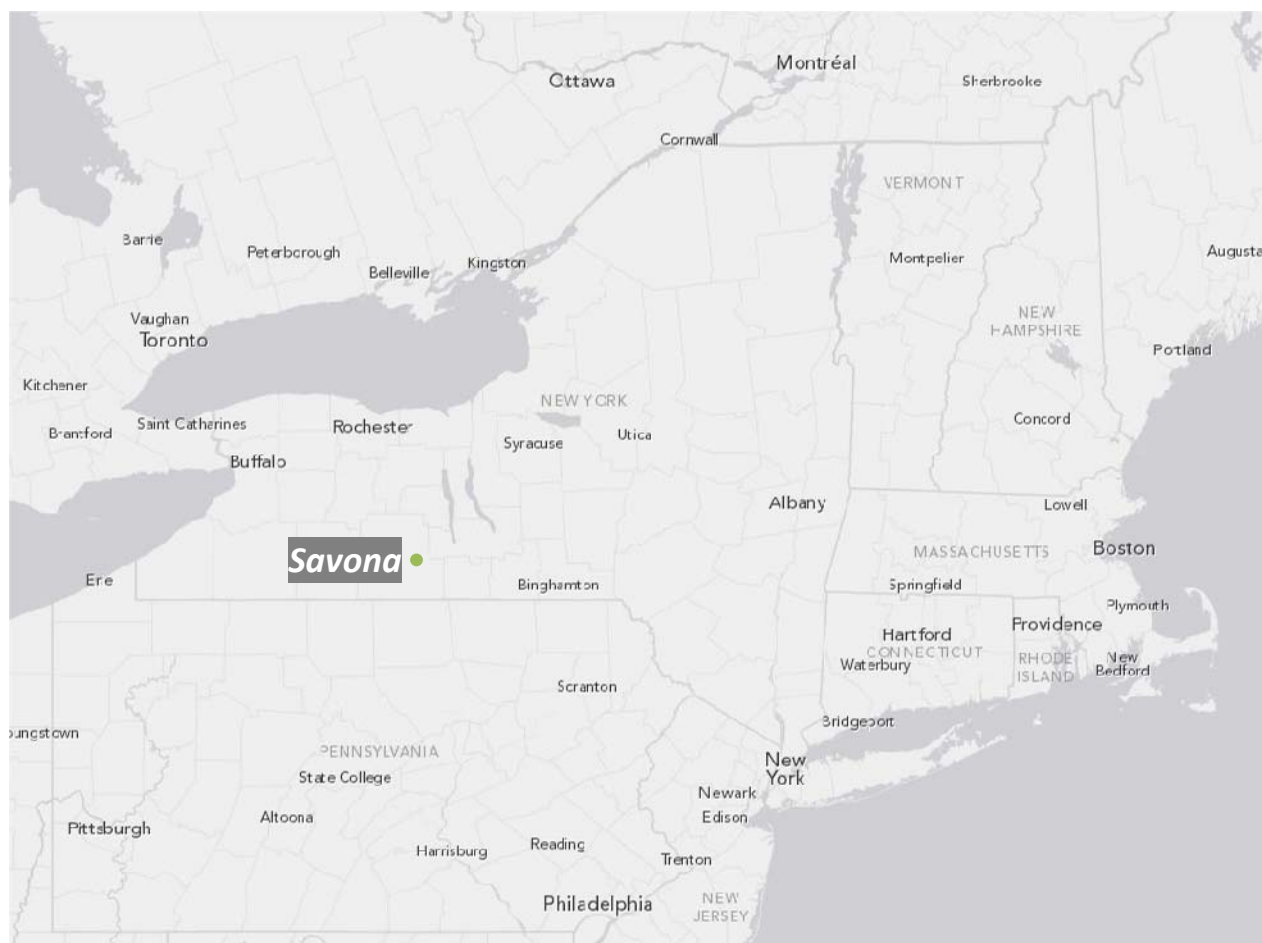 Ottawa
Montréal
Sherbrooke
Cornwall
VERMONT
Barrie
Peterborough
Belleville
Kingston
Montpelier
Augusta
Vaughan
Toronto
NEW
HAMPSHIRE
Portland
Kitchener
NEW YORK
Brantford
Saint Catharines
Rochester
Syracuse
Utica
Concord
Buffalo
Albany
Lowell
Savona
MASSACHUSETTS
Boston
Erie
Binghamton
Springfield
Plymouth
Hartford
Providence
CONNECTICUT
Waterbury
RHODE
ISLAND
New
Bedford
Scranton
Bridgeport
oungstown
PENNSYLVANIA
State College
New
York
Newark
Edison
Altoona
Pittsburgh
Harrisburg
Reading
Trenton
Philadelphia
NEW
JERSEY